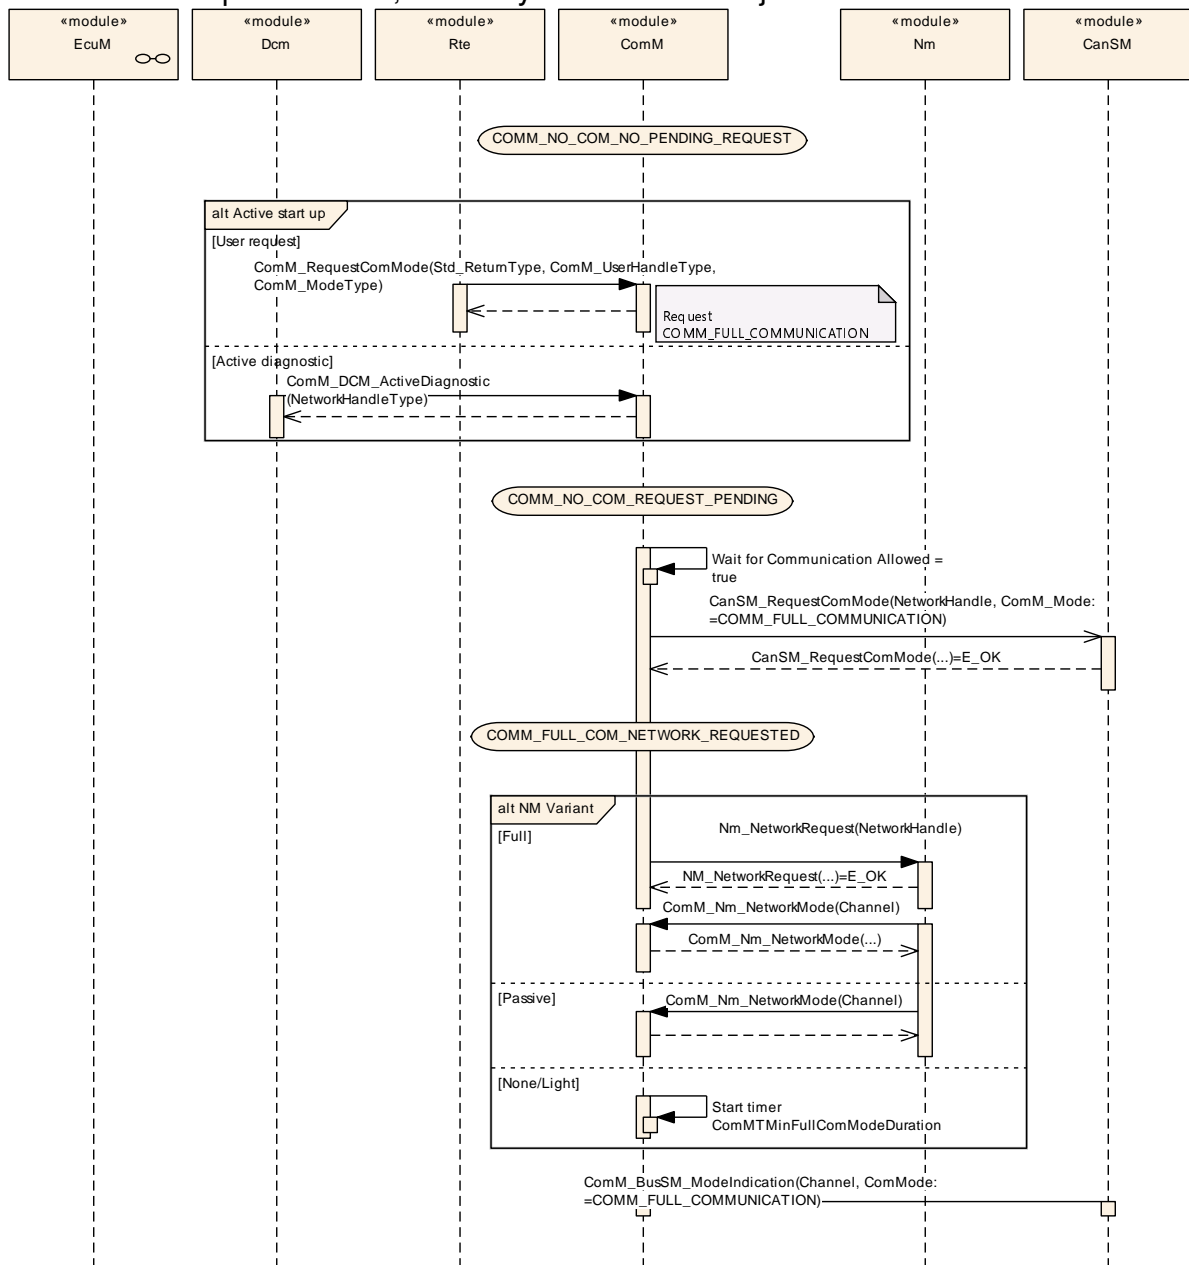 «module»
EcuM
«module»
Dcm
«module»
Rte
«module»
ComM
«module»
Nm
«module»
CanSM
COMM_NO_COM_NO_PENDING_REQUEST
alt Active start up
[User request]
ComM_RequestComMode(Std_ReturnType, ComM_UserHandleType,
ComM_ModeType)
Request
COMM_FULL_COMMUNICATION
[Active diagnostic]
ComM_DCM_ActiveDiagnostic
(NetworkHandleType)
COMM_NO_COM_REQUEST_PENDING
Wait for Communication Allowed =
true
CanSM_RequestComMode(NetworkHandle, ComM_Mode:
=COMM_FULL_COMMUNICATION)
CanSM_RequestComMode(...)=E_OK
COMM_FULL_COM_NETWORK_REQUESTED
alt NM Variant
[Full]
Nm_NetworkRequest(NetworkHandle)
NM_NetworkRequest(...)=E_OK
ComM_Nm_NetworkMode(Channel)
ComM_Nm_NetworkMode(...)
[Passive]
ComM_Nm_NetworkMode(Channel)
[None/Light]
Start timer
ComMTMinFullComModeDuration
ComM_BusSM_ModeIndication(Channel, ComMode:
=COMM_FULL_COMMUNICATION)